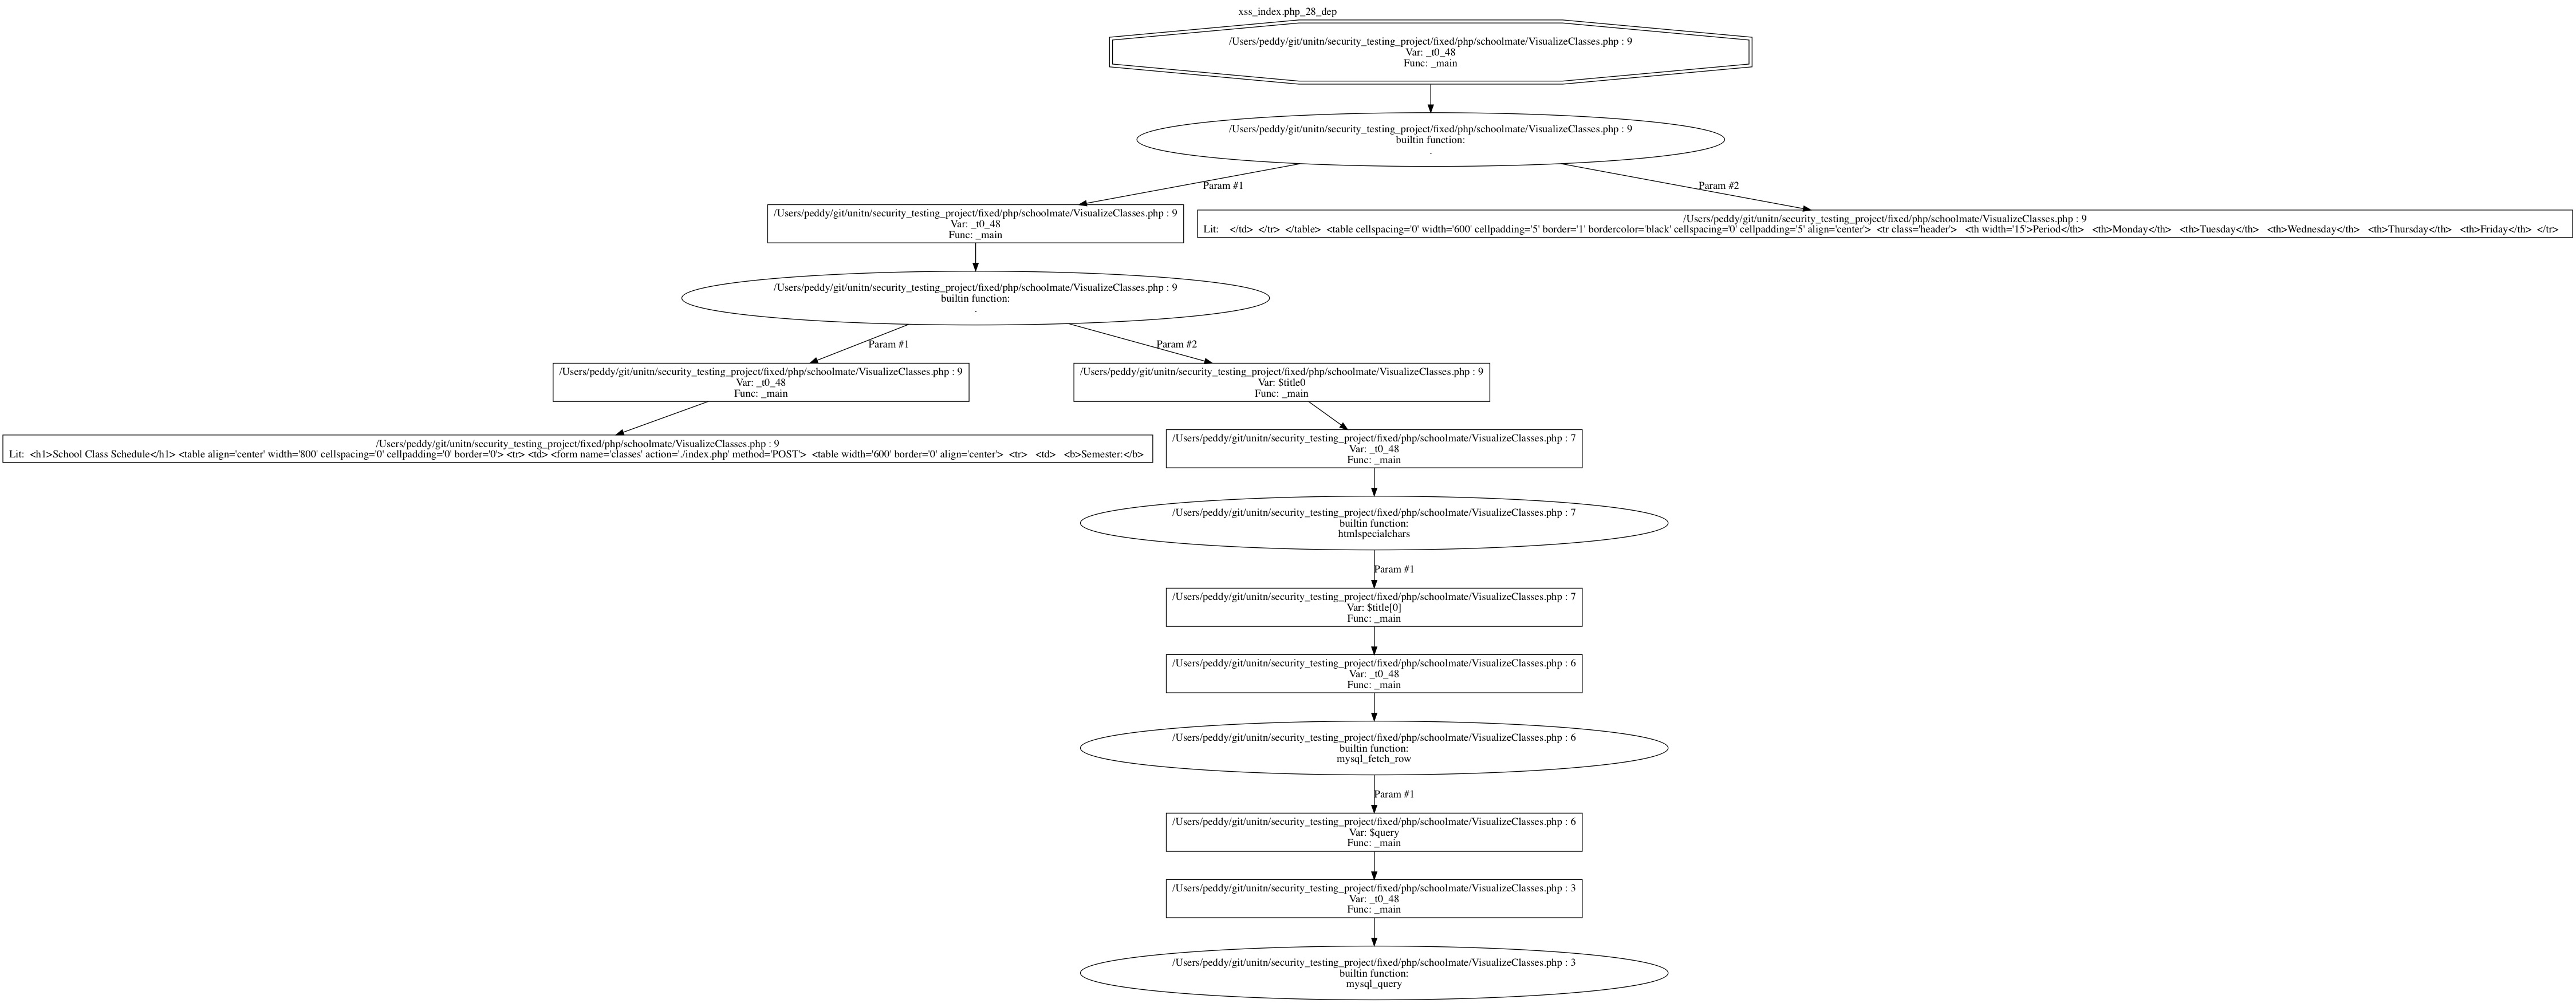 xss_index.php_28_dep
/Users/peddy/git/unitn/security_testing_project/fixed/php/schoolmate/VisualizeClasses.php : 9
Var: _t0_48
Func: _main
/Users/peddy/git/unitn/security_testing_project/fixed/php/schoolmate/VisualizeClasses.php : 9
builtin function:
.
Param #1
Param #2
/Users/peddy/git/unitn/security_testing_project/fixed/php/schoolmate/VisualizeClasses.php : 9
Var: _t0_48
Func: _main
/Users/peddy/git/unitn/security_testing_project/fixed/php/schoolmate/VisualizeClasses.php : 9
Lit: </td> </tr> </table> <table cellspacing='0' width='600' cellpadding='5' border='1' bordercolor='black' cellspacing='0' cellpadding='5' align='center'> <tr class='header'> <th width='15'>Period</th> <th>Monday</th> <th>Tuesday</th> <th>Wednesday</th> <th>Thursday</th> <th>Friday</th> </tr>
/Users/peddy/git/unitn/security_testing_project/fixed/php/schoolmate/VisualizeClasses.php : 9
builtin function:
.
Param #1
Param #2
/Users/peddy/git/unitn/security_testing_project/fixed/php/schoolmate/VisualizeClasses.php : 9
Var: _t0_48
Func: _main
/Users/peddy/git/unitn/security_testing_project/fixed/php/schoolmate/VisualizeClasses.php : 9
Var: $title0
Func: _main
/Users/peddy/git/unitn/security_testing_project/fixed/php/schoolmate/VisualizeClasses.php : 9
Lit: <h1>School Class Schedule</h1> <table align='center' width='800' cellspacing='0' cellpadding='0' border='0'> <tr> <td> <form name='classes' action='./index.php' method='POST'> <table width='600' border='0' align='center'> <tr> <td> <b>Semester:</b>
/Users/peddy/git/unitn/security_testing_project/fixed/php/schoolmate/VisualizeClasses.php : 7
Var: _t0_48
Func: _main
/Users/peddy/git/unitn/security_testing_project/fixed/php/schoolmate/VisualizeClasses.php : 7
builtin function:
htmlspecialchars
Param #1
/Users/peddy/git/unitn/security_testing_project/fixed/php/schoolmate/VisualizeClasses.php : 7
Var: $title[0]
Func: _main
/Users/peddy/git/unitn/security_testing_project/fixed/php/schoolmate/VisualizeClasses.php : 6
Var: _t0_48
Func: _main
/Users/peddy/git/unitn/security_testing_project/fixed/php/schoolmate/VisualizeClasses.php : 6
builtin function:
mysql_fetch_row
Param #1
/Users/peddy/git/unitn/security_testing_project/fixed/php/schoolmate/VisualizeClasses.php : 6
Var: $query
Func: _main
/Users/peddy/git/unitn/security_testing_project/fixed/php/schoolmate/VisualizeClasses.php : 3
Var: _t0_48
Func: _main
/Users/peddy/git/unitn/security_testing_project/fixed/php/schoolmate/VisualizeClasses.php : 3
builtin function:
mysql_query